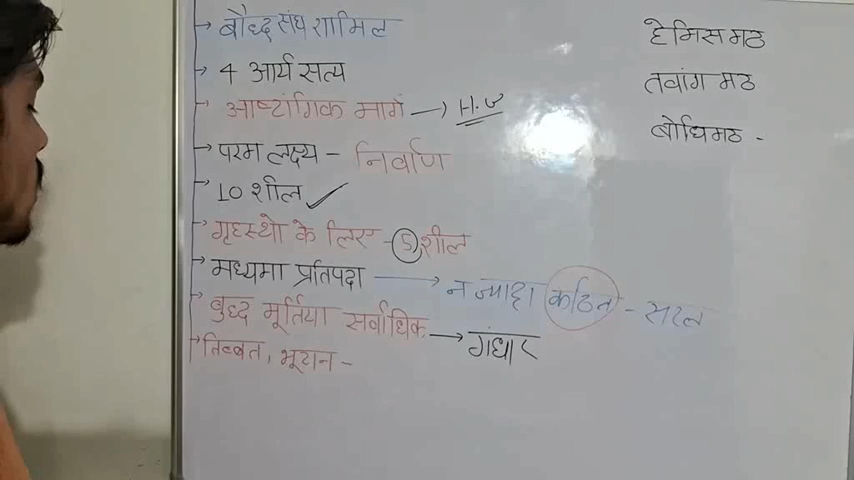 → बौध्द संघ शामिल
→ 4 आर्य सत्य
→ आष्टांगिक मार्ग → H.W
→ परम लक्ष्य - निर्वाण
→ 10 शील ✓
→ गृहस्थो के लिए - 5 शील
→ मध्यमा प्रतिपदा → न ज्यादा कठिन - सरल
→ बुध्द मूर्तिया सर्वाधिक → गंधार
→ तिब्बत, भूटान -
हेमिस मठ
तवांग मठ
बोधिमठ -